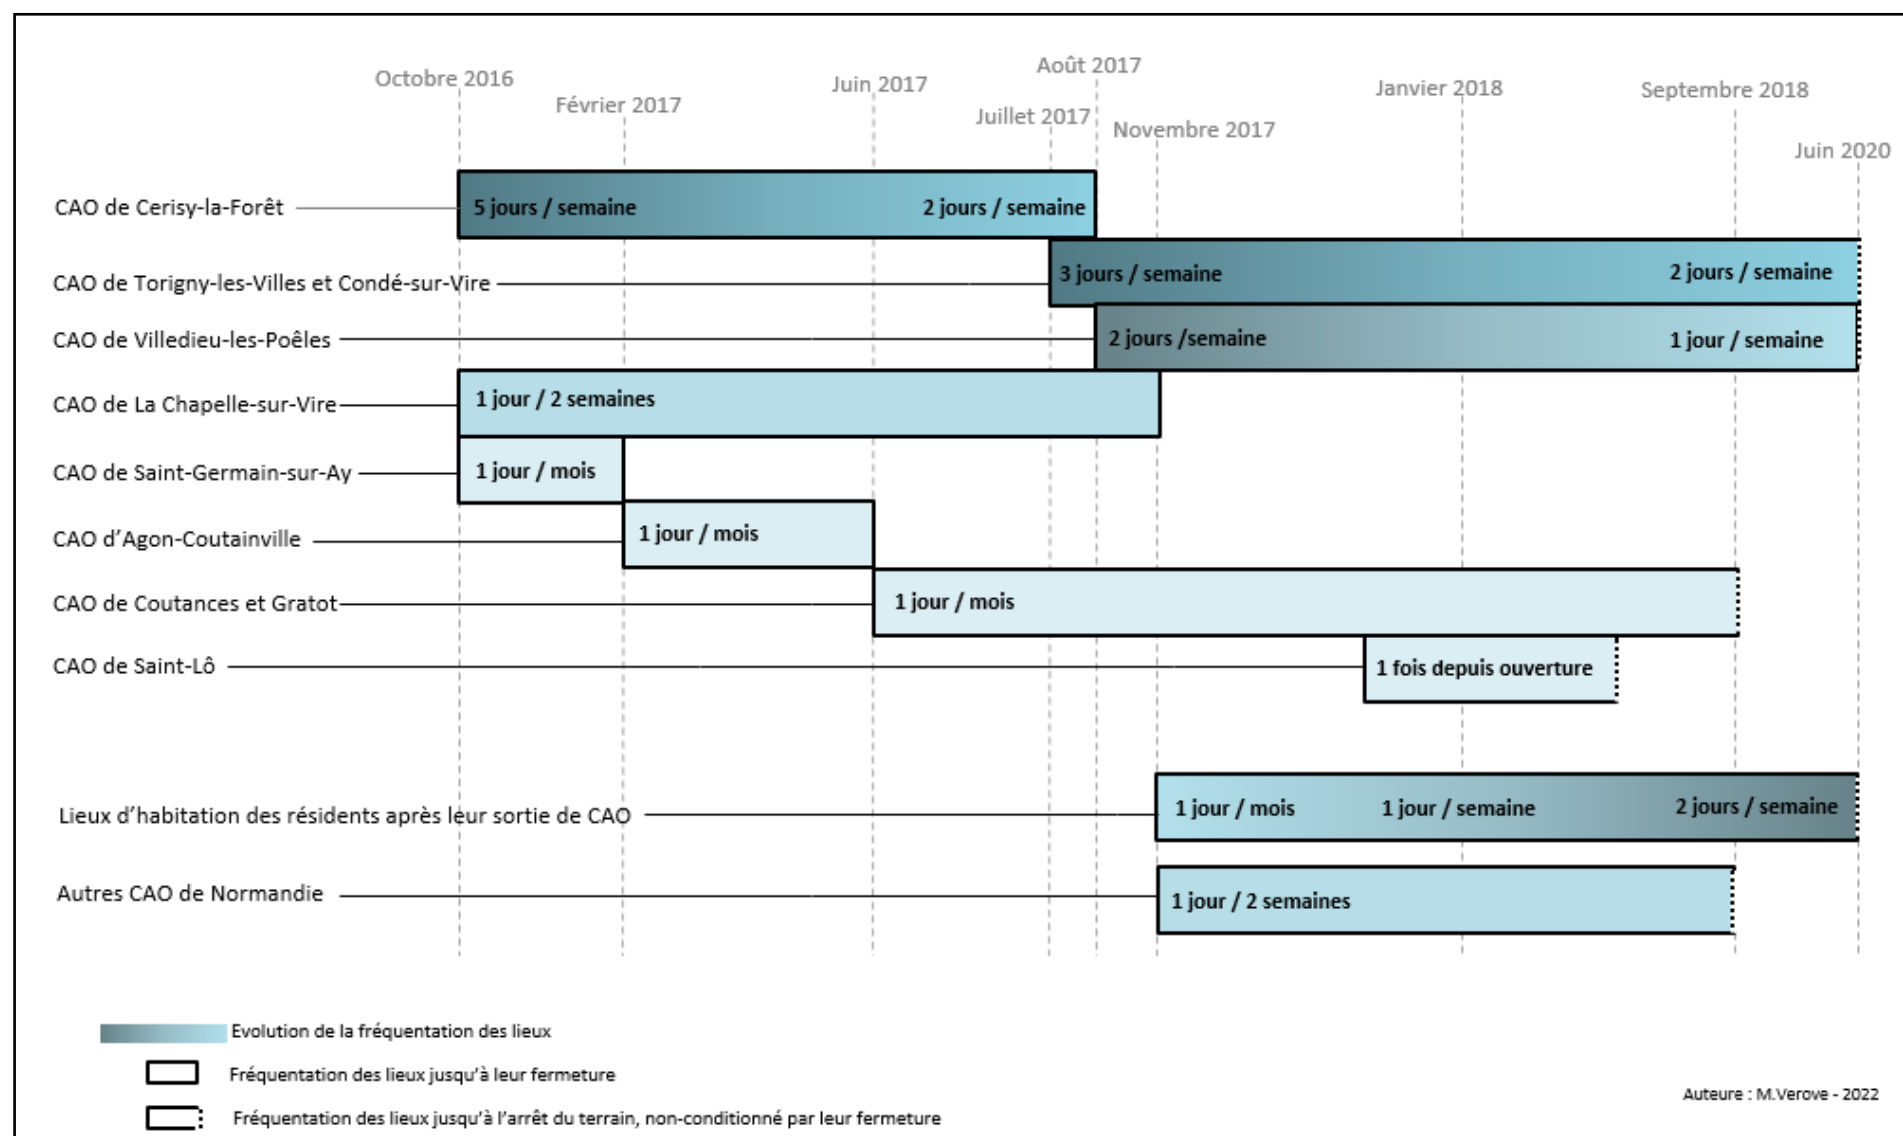 Octobre 2016
Février 2017
Juin 2017
Juillet 2017
Août 2017
Novembre 2017
Janvier 2018
Septembre 2018
Juin 2020
CAO de Cerisy-la-Forêt
5 jours / semaine
2 jours / semaine
CAO de Torigny-les-Villes et Condé-sur-Vire
3 jours / semaine
2 jours / semaine
CAO de Villedieu-les-Poêles
2 jours /semaine
1 jour / semaine
CAO de La Chapelle-sur-Vire
1 jour / 2 semaines
CAO de Saint-Germain-sur-Ay
1 jour / mois
CAO d’Agon-Coutainville
1 jour / mois
CAO de Coutances et Gratot
1 jour / mois
CAO de Saint-Lô
1 fois depuis ouverture
Lieux d’habitation des résidents après leur sortie de CAO
1 jour / mois
1 jour / semaine
2 jours / semaine
Autres CAO de Normandie
1 jour / 2 semaines
Evolution de la fréquentation des lieux
Fréquentation des lieux jusqu’à leur fermeture
Fréquentation des lieux jusqu’à l’arrêt du terrain, non-conditionné par leur fermeture
Auteure : M.Verove - 2022